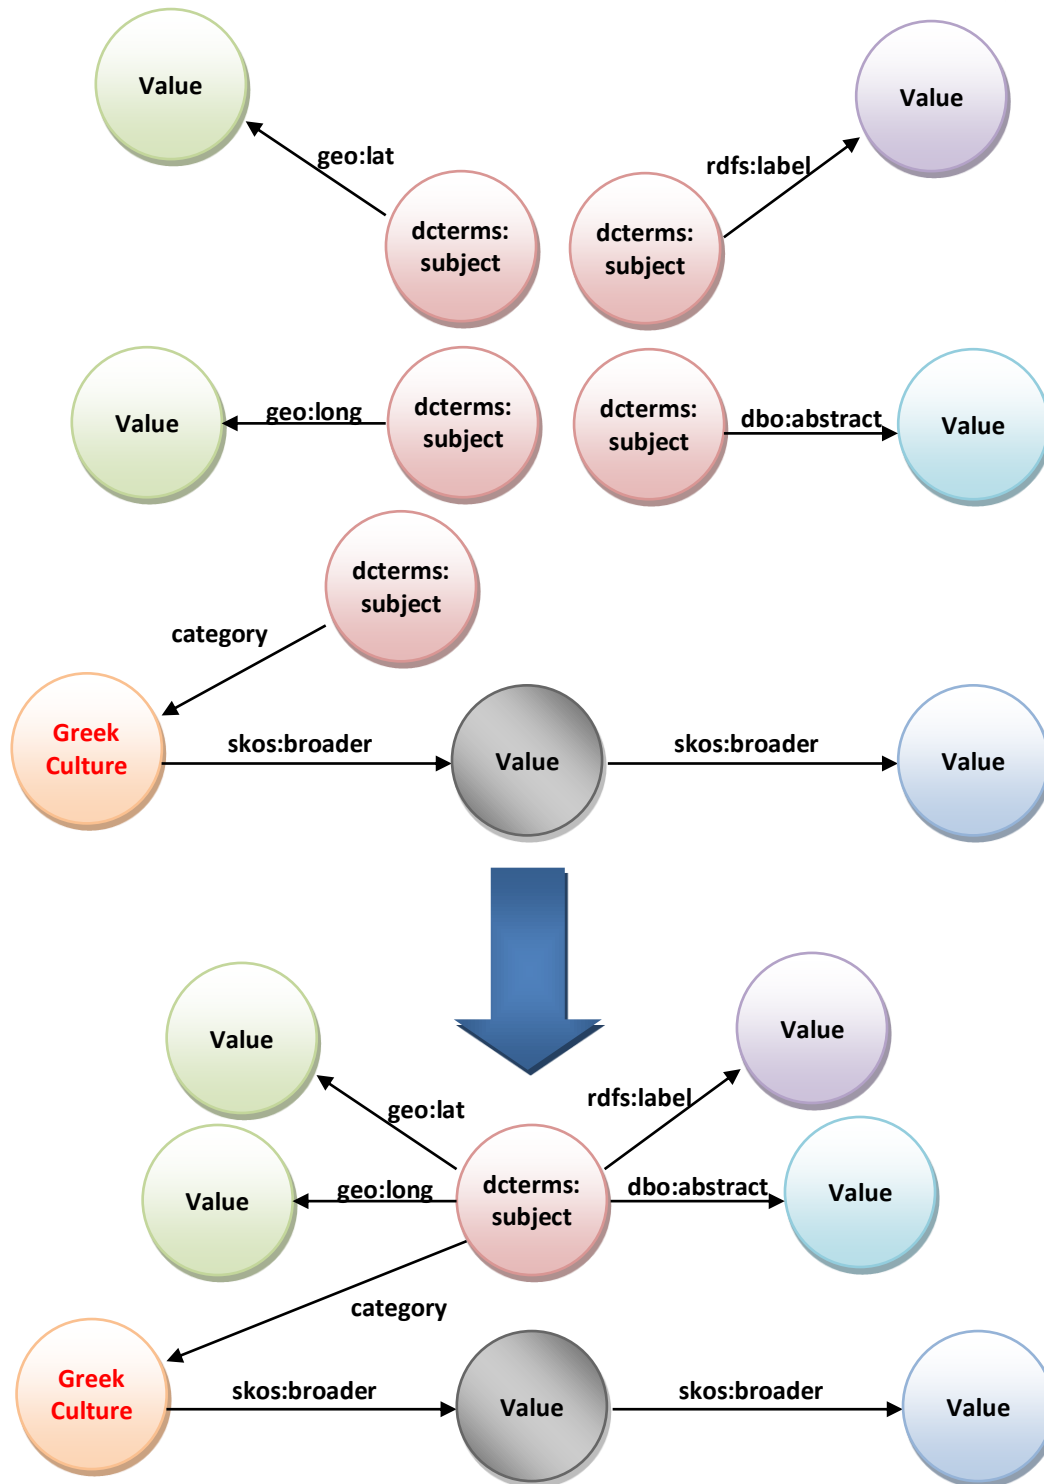 Value
Value
geo:lat
rdfs:label
dcterms:
subject
dcterms:
subject
Value
geo:long
dcterms:
subject
dcterms:
subject
dbo:abstract
Value
dcterms:
subject
category
Greek
Culture
skos:broader
Value
skos:broader
Value
Value
Value
geo:lat
rdfs:label
Value
geo:long
dcterms:
subject
dbo:abstract
Value
category
Greek
Culture
skos:broader
Value
skos:broader
Value